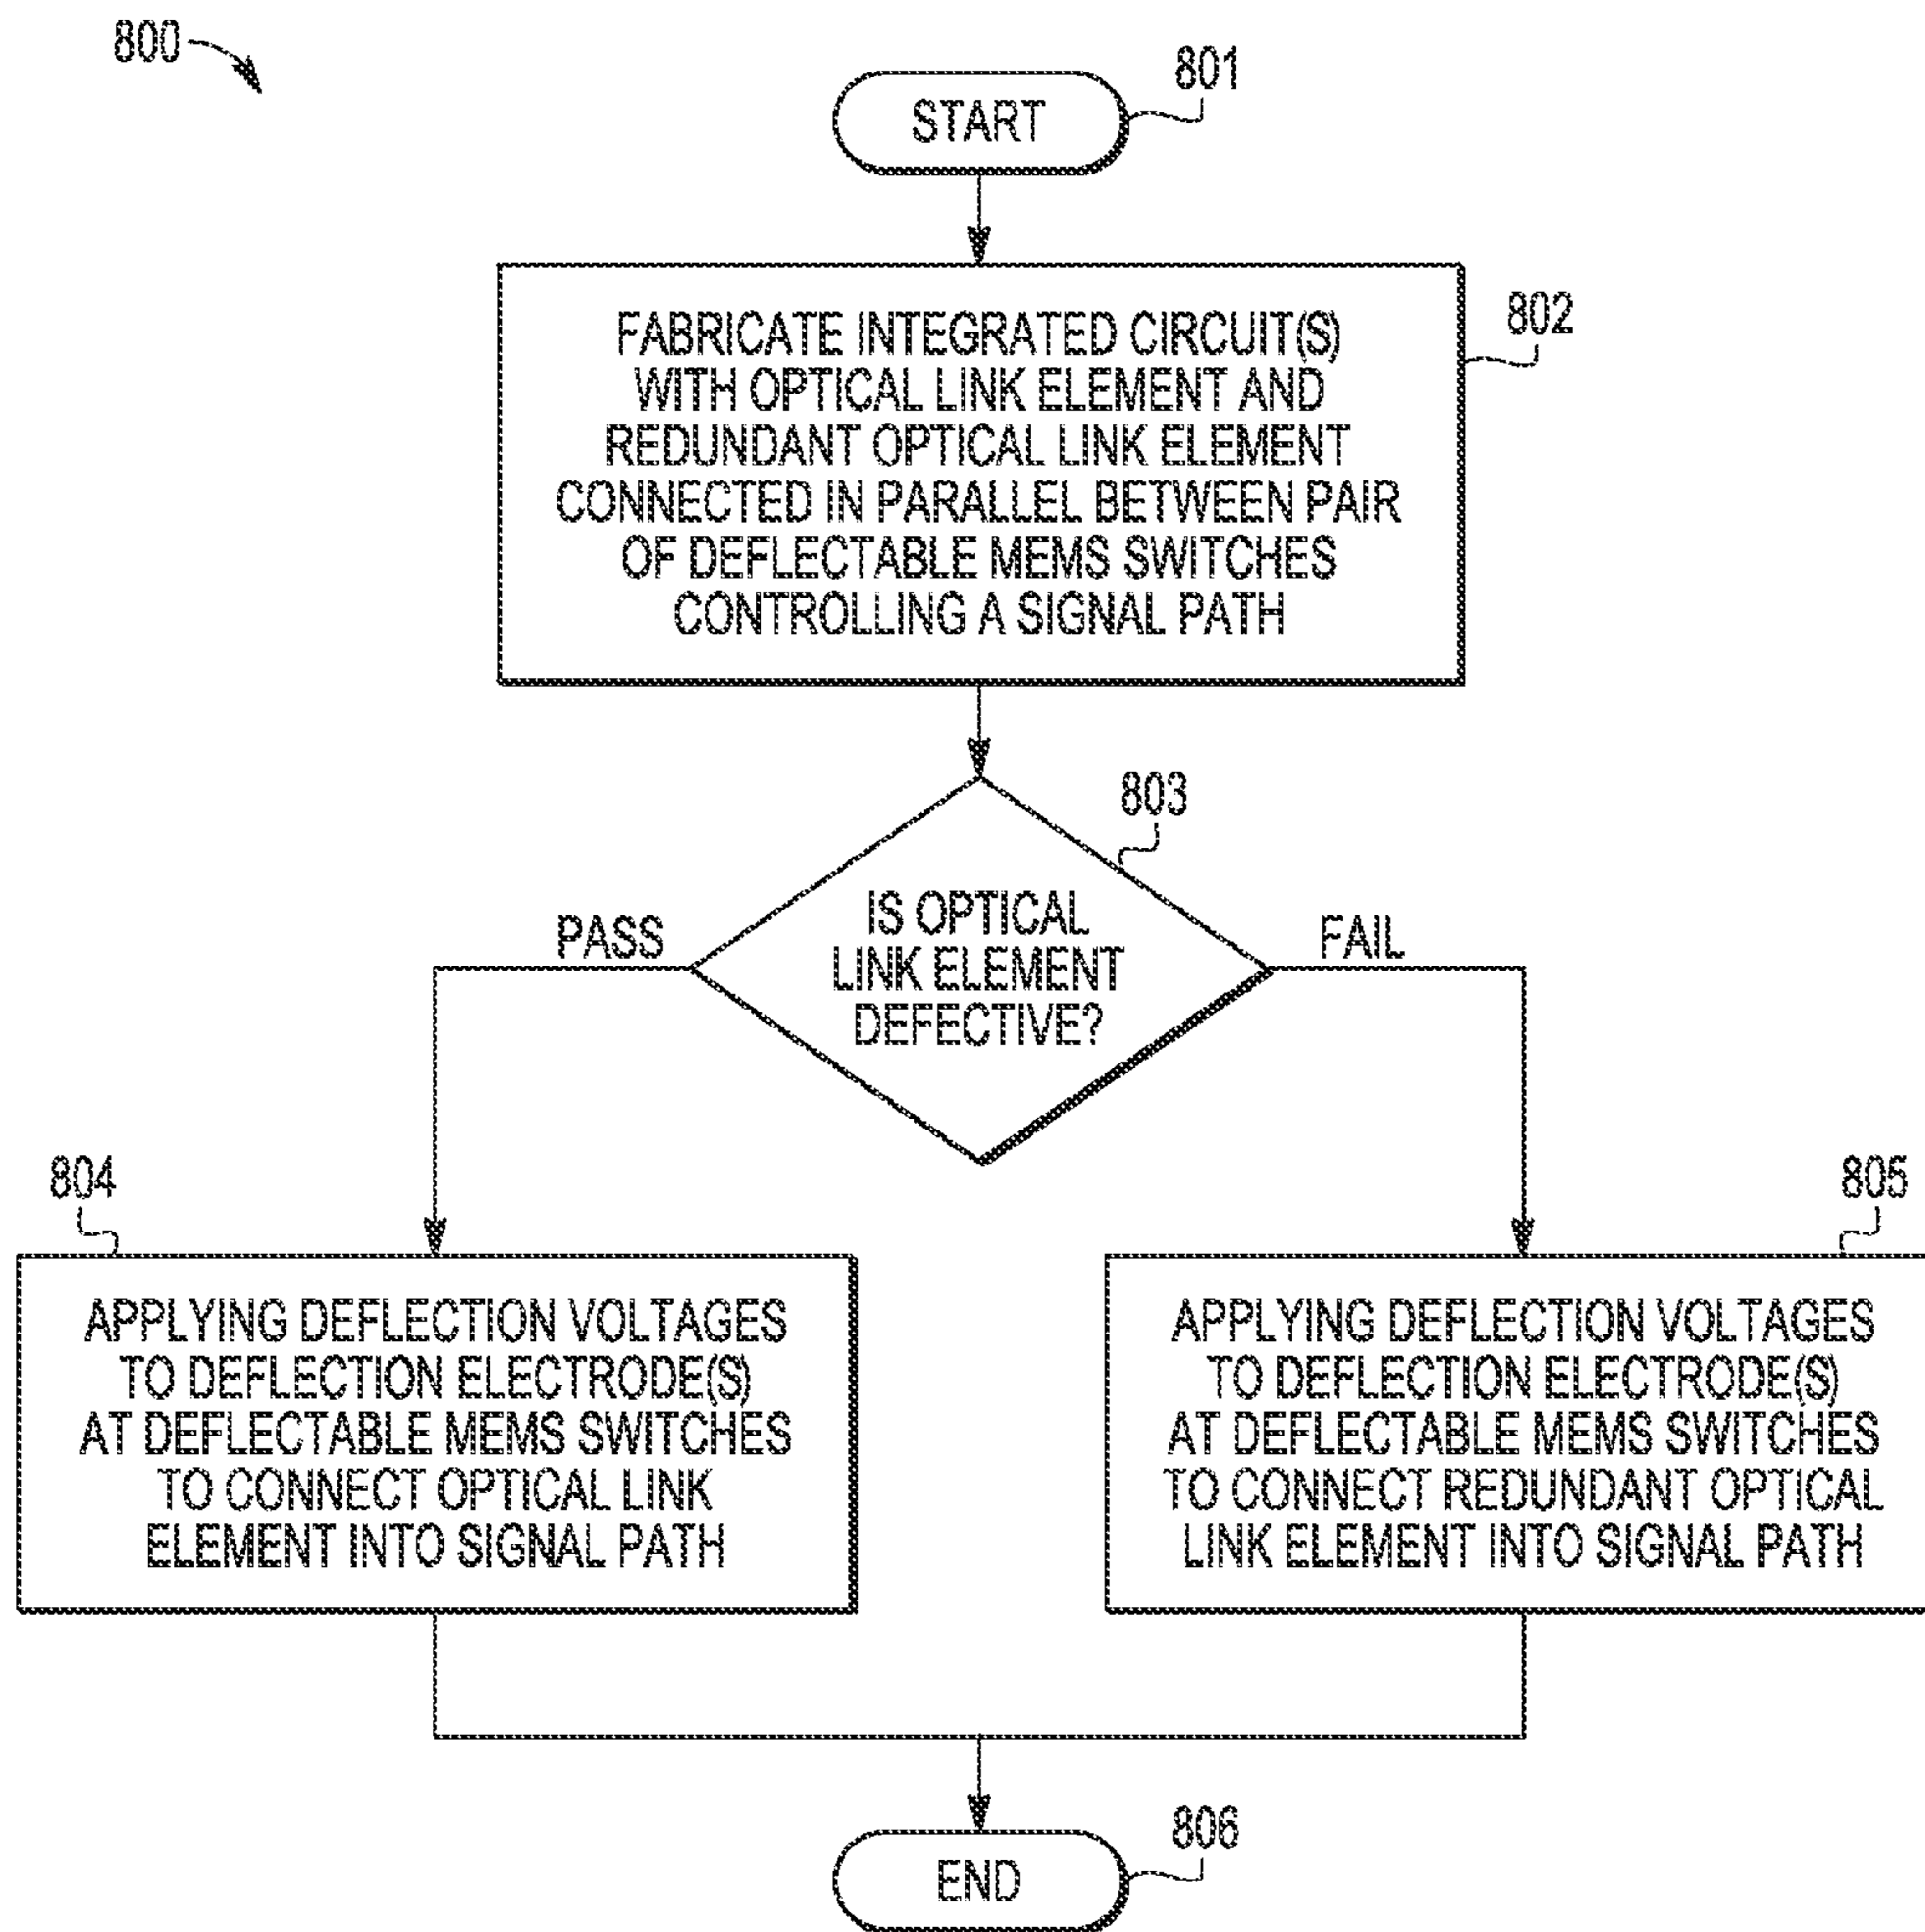 800
801
START
802
FABRICATE INTEGRATED CIRCUIT(S)
WITH OPTICAL LINK ELEMENT AND
REDUNDANT OPTICAL LINK ELEMENT
CONNECTED IN PARALLEL BETWEEN PAIR
OF DEFLECTABLE MEMS SWITCHES
CONTROLLING A SIGNAL PATH
803
IS OPTICAL
LINK ELEMENT
DEFECTIVE?
PASS
FAIL
804
APPLYING DEFLECTION VOLTAGES
TO DEFLECTION ELECTRODE(S)
AT DEFLECTABLE MEMS SWITCHES
TO CONNECT OPTICAL LINK
ELEMENT INTO SIGNAL PATH
805
APPLYING DEFLECTION VOLTAGES
TO DEFLECTION ELECTRODE(S)
AT DEFLECTABLE MEMS SWITCHES
TO CONNECT REDUNDANT OPTICAL
LINK ELEMENT INTO SIGNAL PATH
806
END